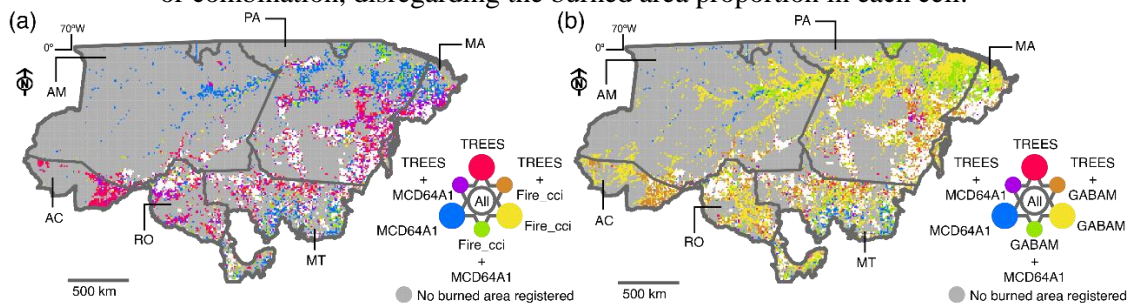 or combination, disregarding the burned area proportion in each cell.
(a)
70°W
0°
N
AM
PA
MA
AC
RO
MT
500 km
TREES
TREES
+
MCD64A1
TREES
+
Fire_cci
All
MCD64A1
Fire_cci
Fire_cci
+
MCD64A1
No burned area registered
(b)
70°W
0°
N
AM
PA
MA
AC
RO
MT
500 km
TREES
TREES
+
MCD64A1
TREES
+
GABAM
All
MCD64A1
GABAM
GABAM
+
MCD64A1
No burned area registered